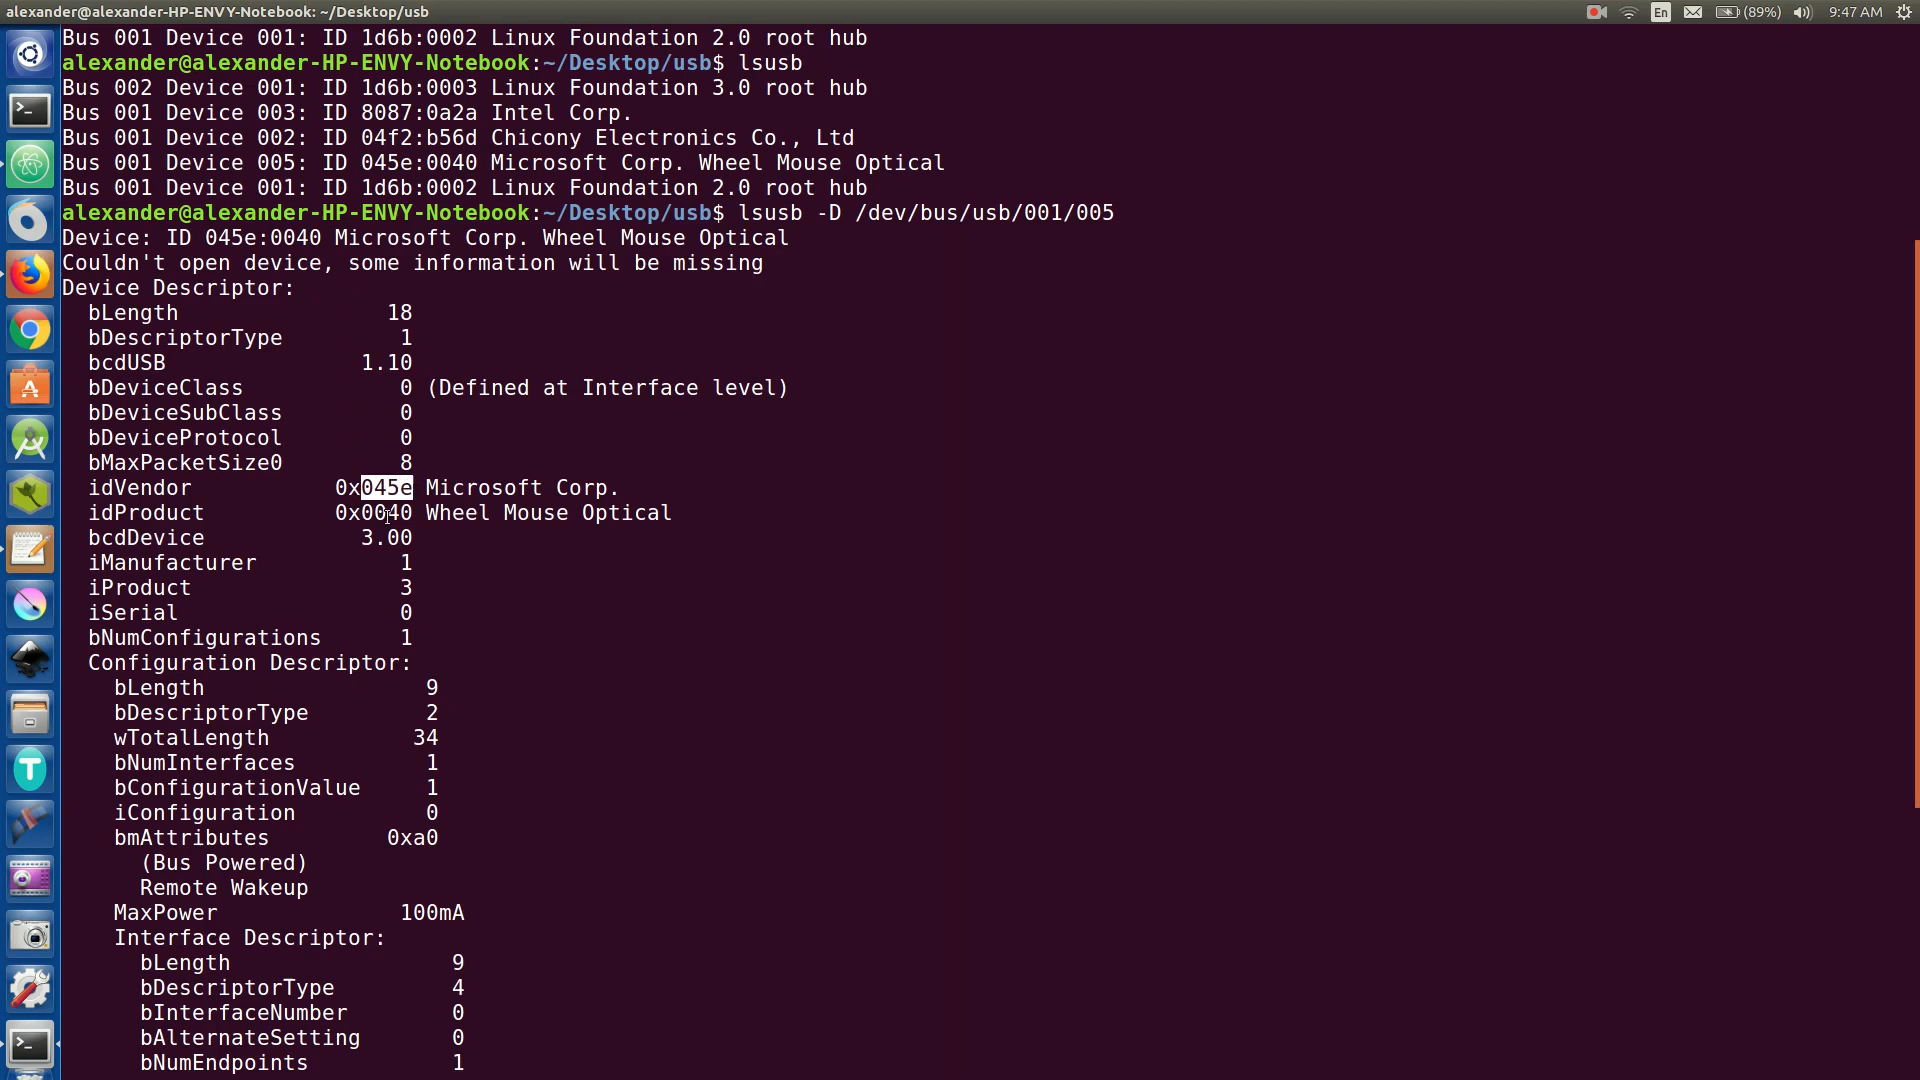 alexander@alexander-HP-ENVY-Notebook: ~/Desktop/usb
En
(89%)
9:47 AM
Bus 001 Device 001: ID 1d6b:0002 Linux Foundation 2.0 root hub
alexander@alexander-HP-ENVY-Notebook:~/Desktop/usb$ lsusb
Bus 002 Device 001: ID 1d6b:0003 Linux Foundation 3.0 root hub
Bus 001 Device 003: ID 8087:0a2a Intel Corp.
Bus 001 Device 002: ID 04f2:b56d Chicony Electronics Co., Ltd
Bus 001 Device 005: ID 045e:0040 Microsoft Corp. Wheel Mouse Optical
Bus 001 Device 001: ID 1d6b:0002 Linux Foundation 2.0 root hub
alexander@alexander-HP-ENVY-Notebook:~/Desktop/usb$ lsusb -D /dev/bus/usb/001/005
Device: ID 045e:0040 Microsoft Corp. Wheel Mouse Optical
Couldn't open device, some information will be missing
Device Descriptor:
bLength 18
bDescriptorType 1
bcdUSB 1.10
bDeviceClass 0 (Defined at Interface level)
bDeviceSubClass 0
bDeviceProtocol 0
bMaxPacketSize0 8
idVendor 0x045e Microsoft Corp.
idProduct 0x0040 Wheel Mouse Optical
bcdDevice 3.00
iManufacturer 1
iProduct 3
iSerial 0
bNumConfigurations 1
Configuration Descriptor:
bLength 9
bDescriptorType 2
wTotalLength 34
bNumInterfaces 1
bConfigurationValue 1
iConfiguration 0
bmAttributes 0xa0
(Bus Powered)
Remote Wakeup
MaxPower 100mA
Interface Descriptor:
bLength 9
bDescriptorType 4
bInterfaceNumber 0
bAlternateSetting 0
bNumEndpoints 1